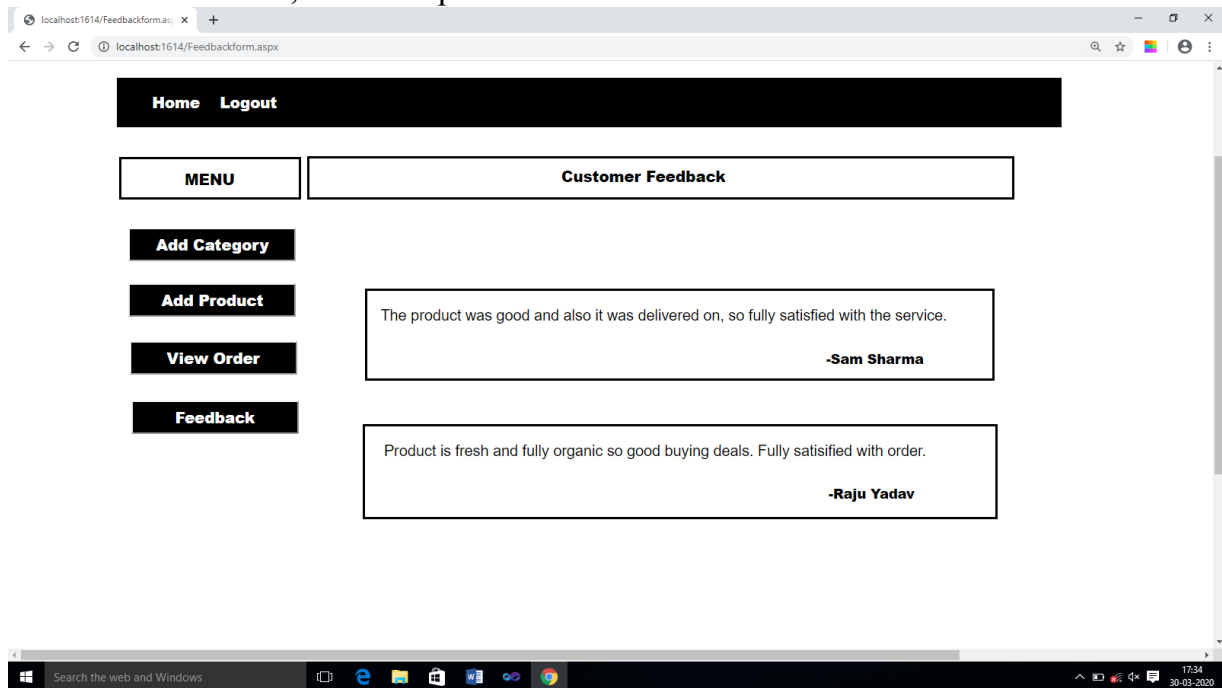 localhost:1614/Feedbackform.as
localhost:1614/Feedbackform.aspx
Home Logout
MENU
Customer Feedback
Add Category
Add Product
The product was good and also it was delivered on, so fully satisfied with the service.
-Sam Sharma
View Order
Feedback
Product is fresh and fully organic so good buying deals. Fully satisified with order.
-Raju Yadav
Search the web and Windows
17:34
30-03-2020